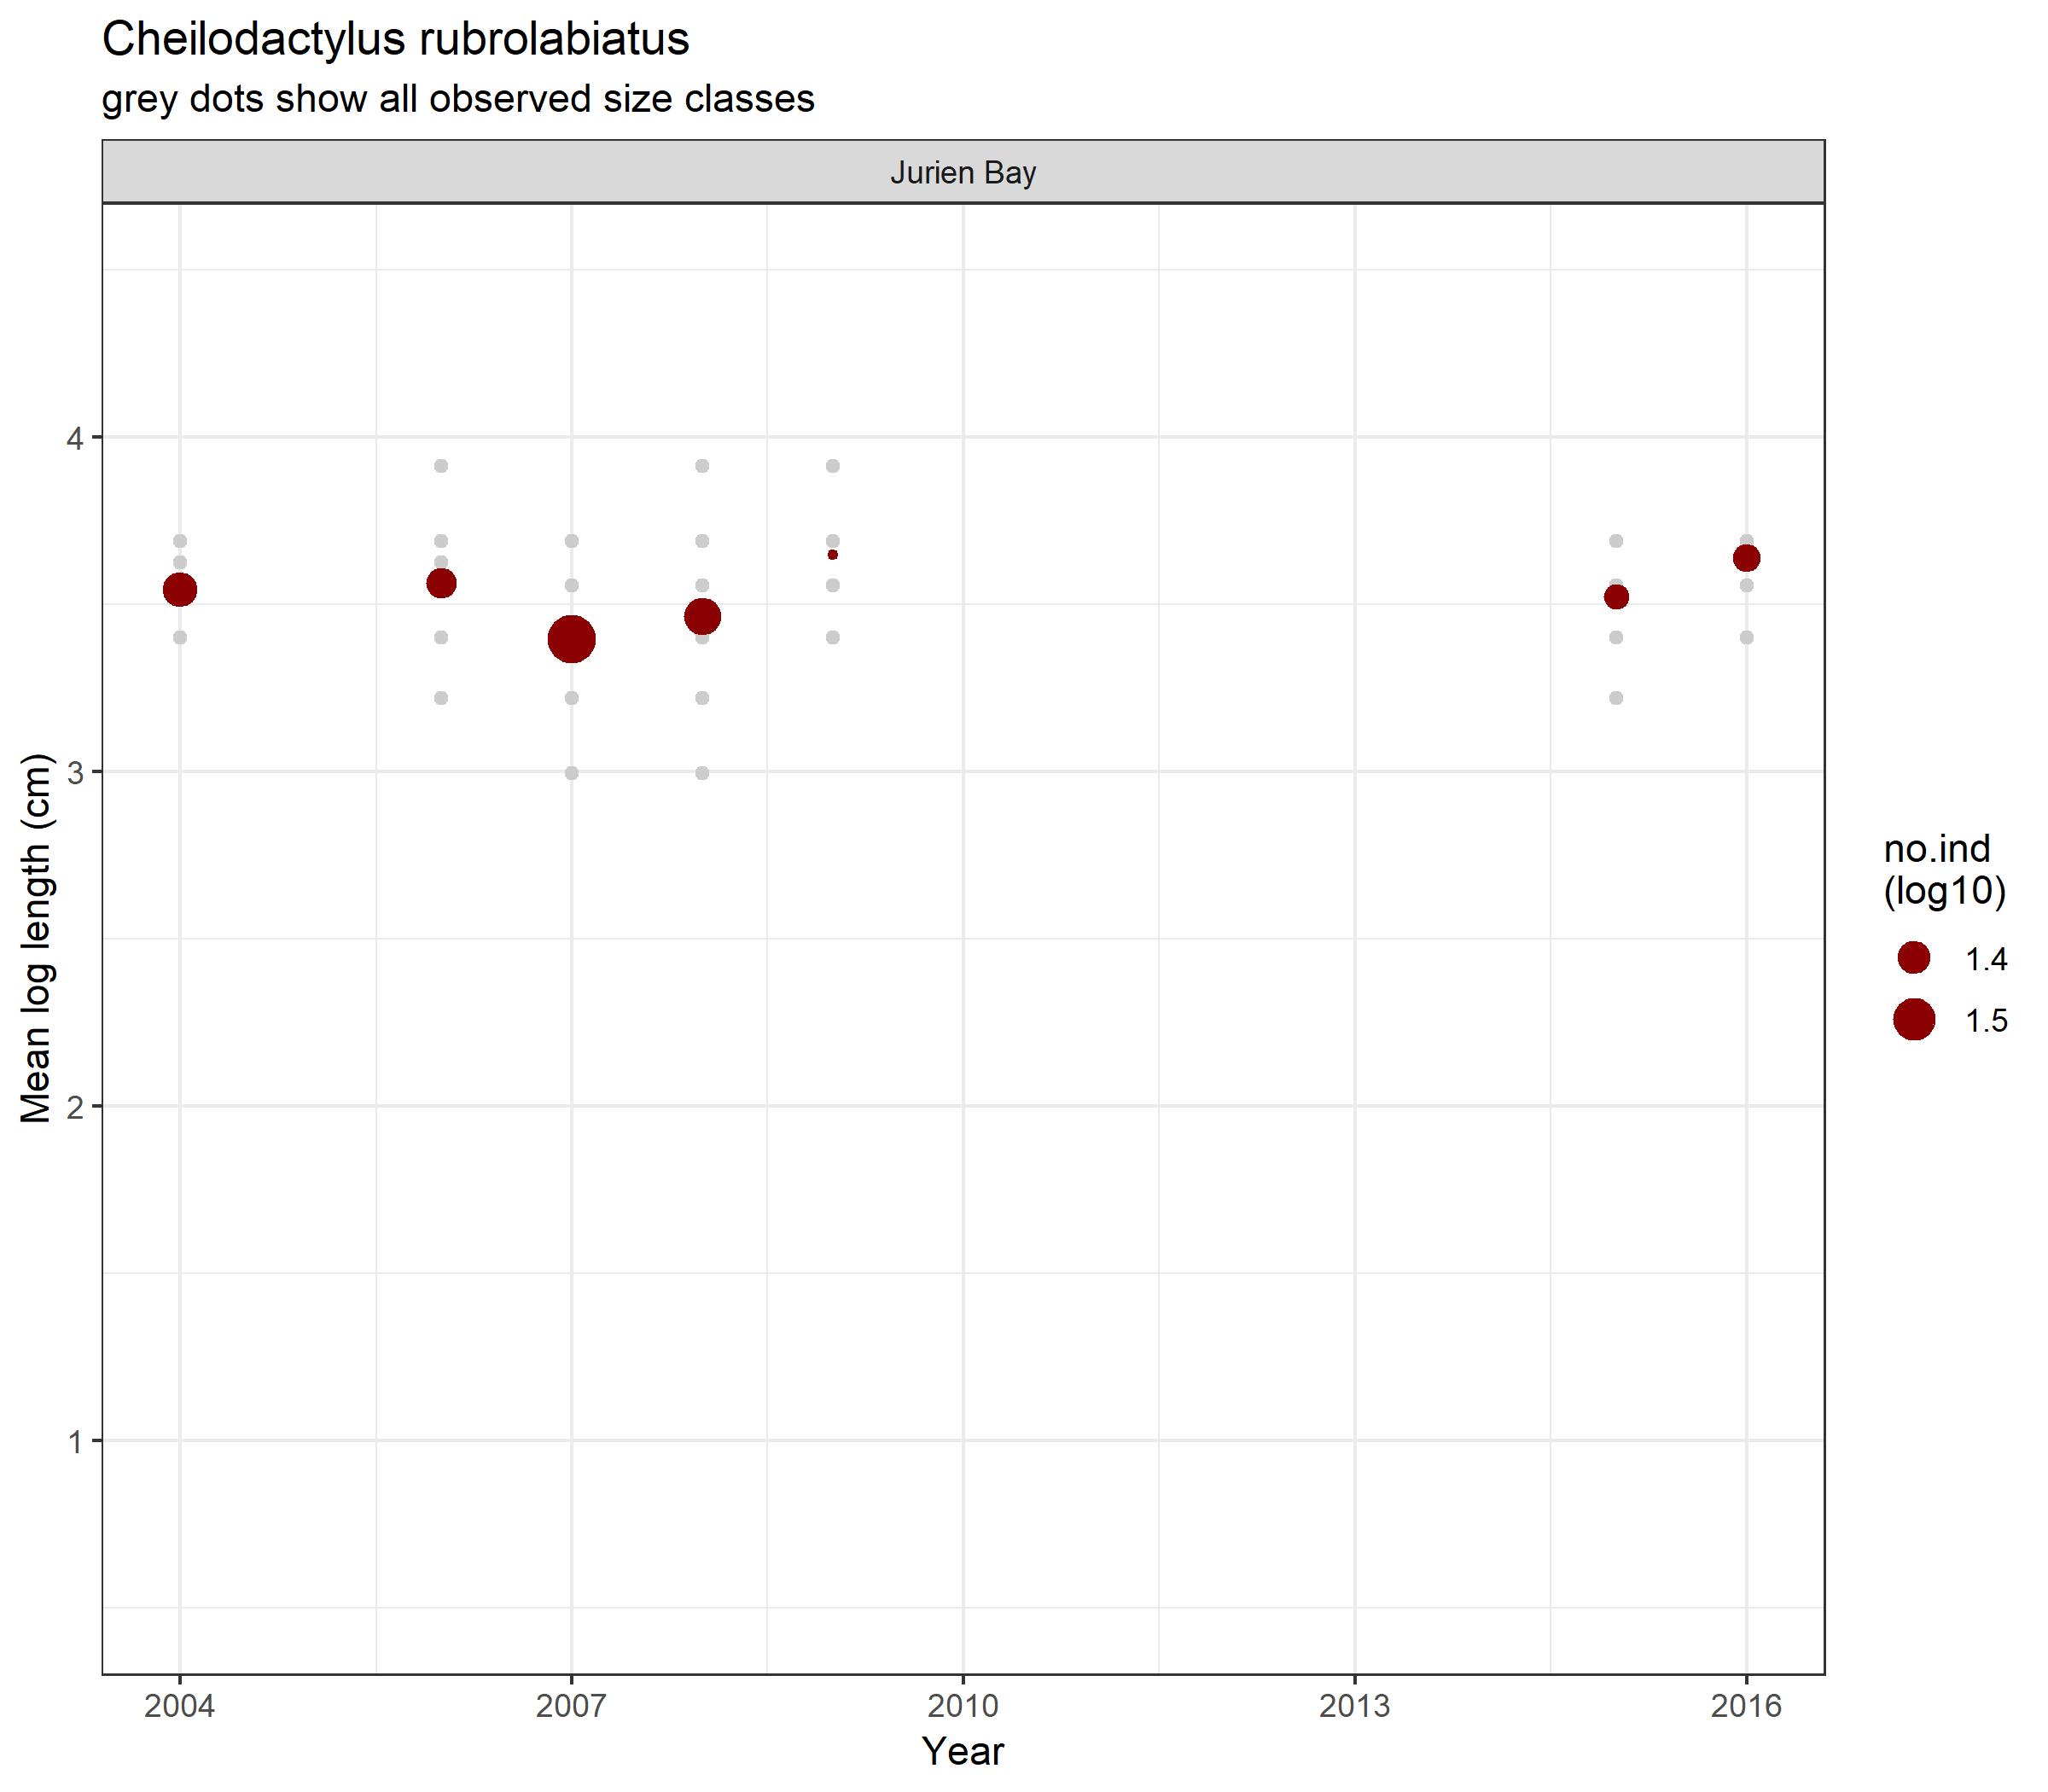 Cheilodactylus rubrolabiatus
grey dots show all observed size classes
Jurien Bay
Mean log length (cm)
4
3
2
1
2004
2007
2010
2013
2016
Year
no.ind
(log10)
1.4
1.5